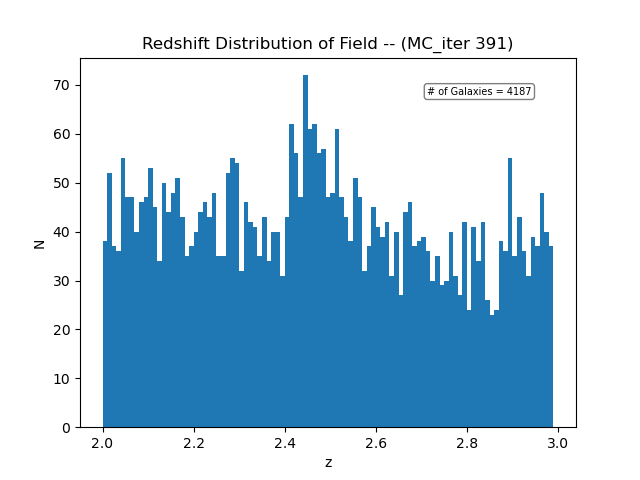 Redshift Distribution of Field -- (MC_iter 391)
# of Galaxies = 4187
N
70
60
50
40
30
20
10
0
2.0 2.2 2.4 2.6 2.8 3.0
z